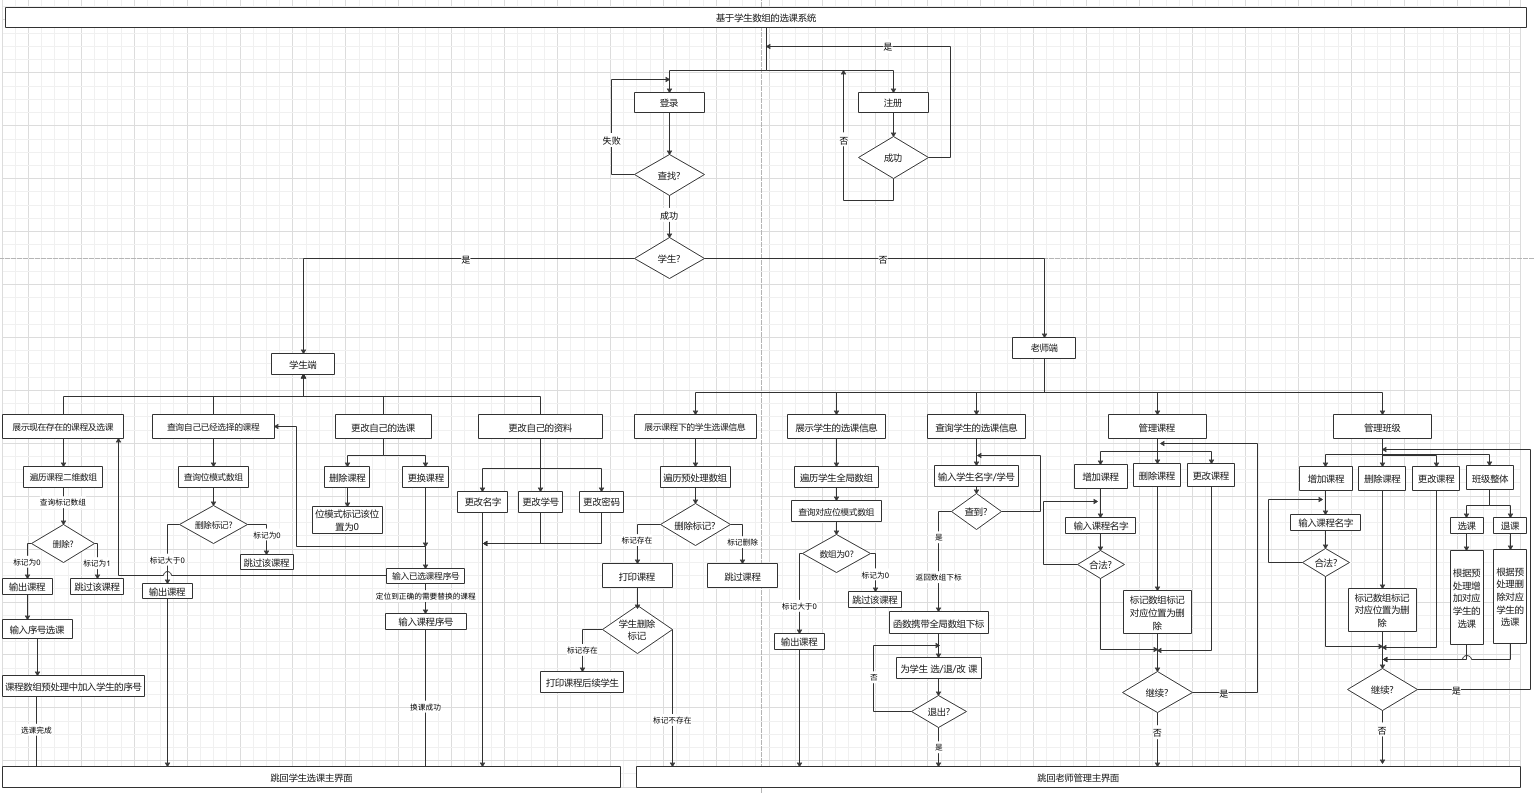 基于学生数组的选课系统
是
登录
注册
失败
否
成功
查找?
成功
学生?
是
否
老师端
学生端
展示现在存在的课程及选课
查询自己已经选择的课程
更改自己的选课
更改自己的资料
展示课程下的学生选课信息
展示学生的选课信息
查询学生的选课信息
管理课程
管理班级
遍历课程二维数组
查询位模式数组
删除课程
更换课程
遍历预处理数组
遍历学生全局数组
输入学生名字/学号
增加课程
删除课程
更改课程
增加课程
删除课程
更改课程
班级整体
查询标记数组
更改名字
更改学号
更改密码
查询对应位模式数组
位模式标记该位
置为0
删除标记?
删除标记?
查到?
输入课程名字
输入课程名字
选课
退课
删除?
标记为0
标记存在
标记删除
是
数组为0?
标记为0
标记为1
标记大于0
跳过该课程
合法?
合法?
输出课程
跳过该课程
输出课程
输入已选课程序号
打印课程
跳过课程
标记为0
返回数组下标
根据预
处理增
加对应
学生的
选课
根据预
处理删
除对应
学生的
选课
定位到正确的需要替换的课程
跳过该课程
标记大于0
标记数组标记
对应位置为删
除
标记数组标记
对应位置为删
除
输入序号选课
输入课程序号
学生删除
标记
函数携带全局数组下标
输出课程
标记存在
为学生 选/退/改 课
否
课程数组预处理中加入学生的序号
打印课程后续学生
继续?
是
继续?
是
换课成功
退出?
选课完成
标记不存在
是
否
否
跳回学生选课主界面
跳回老师管理主界面